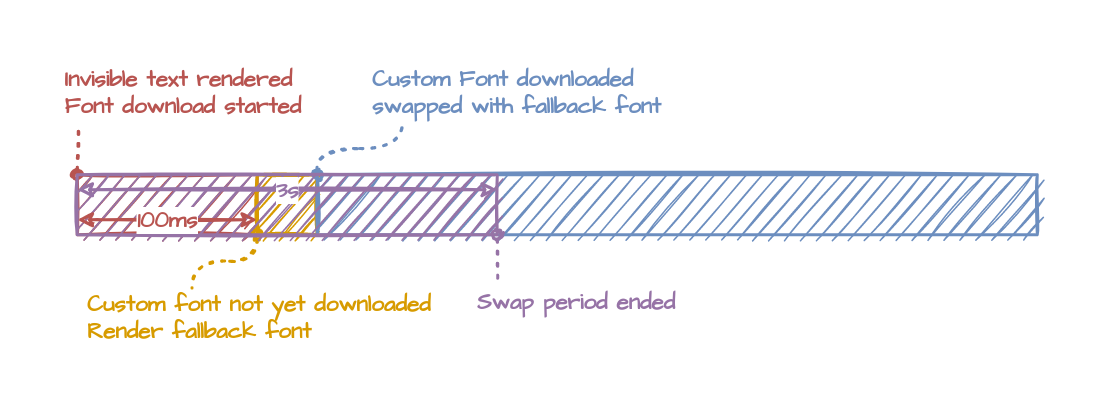 Invisible text rendered
Font download started
Custom Font downloaded
swapped with fallback font
3s
100ms
Custom font not yet downloaded
Render fallback font
Swap period ended